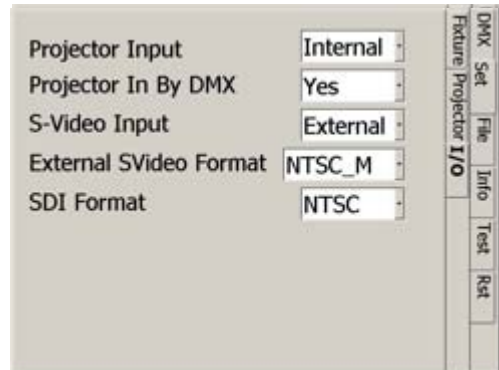 Projector Input Internal
Projector In By DMX Yes
S-Video Input External
External SVideo Format NTSC_M
SDI Format NTSC
Fixture Projector I/O
DMX Set File Info Test Rst